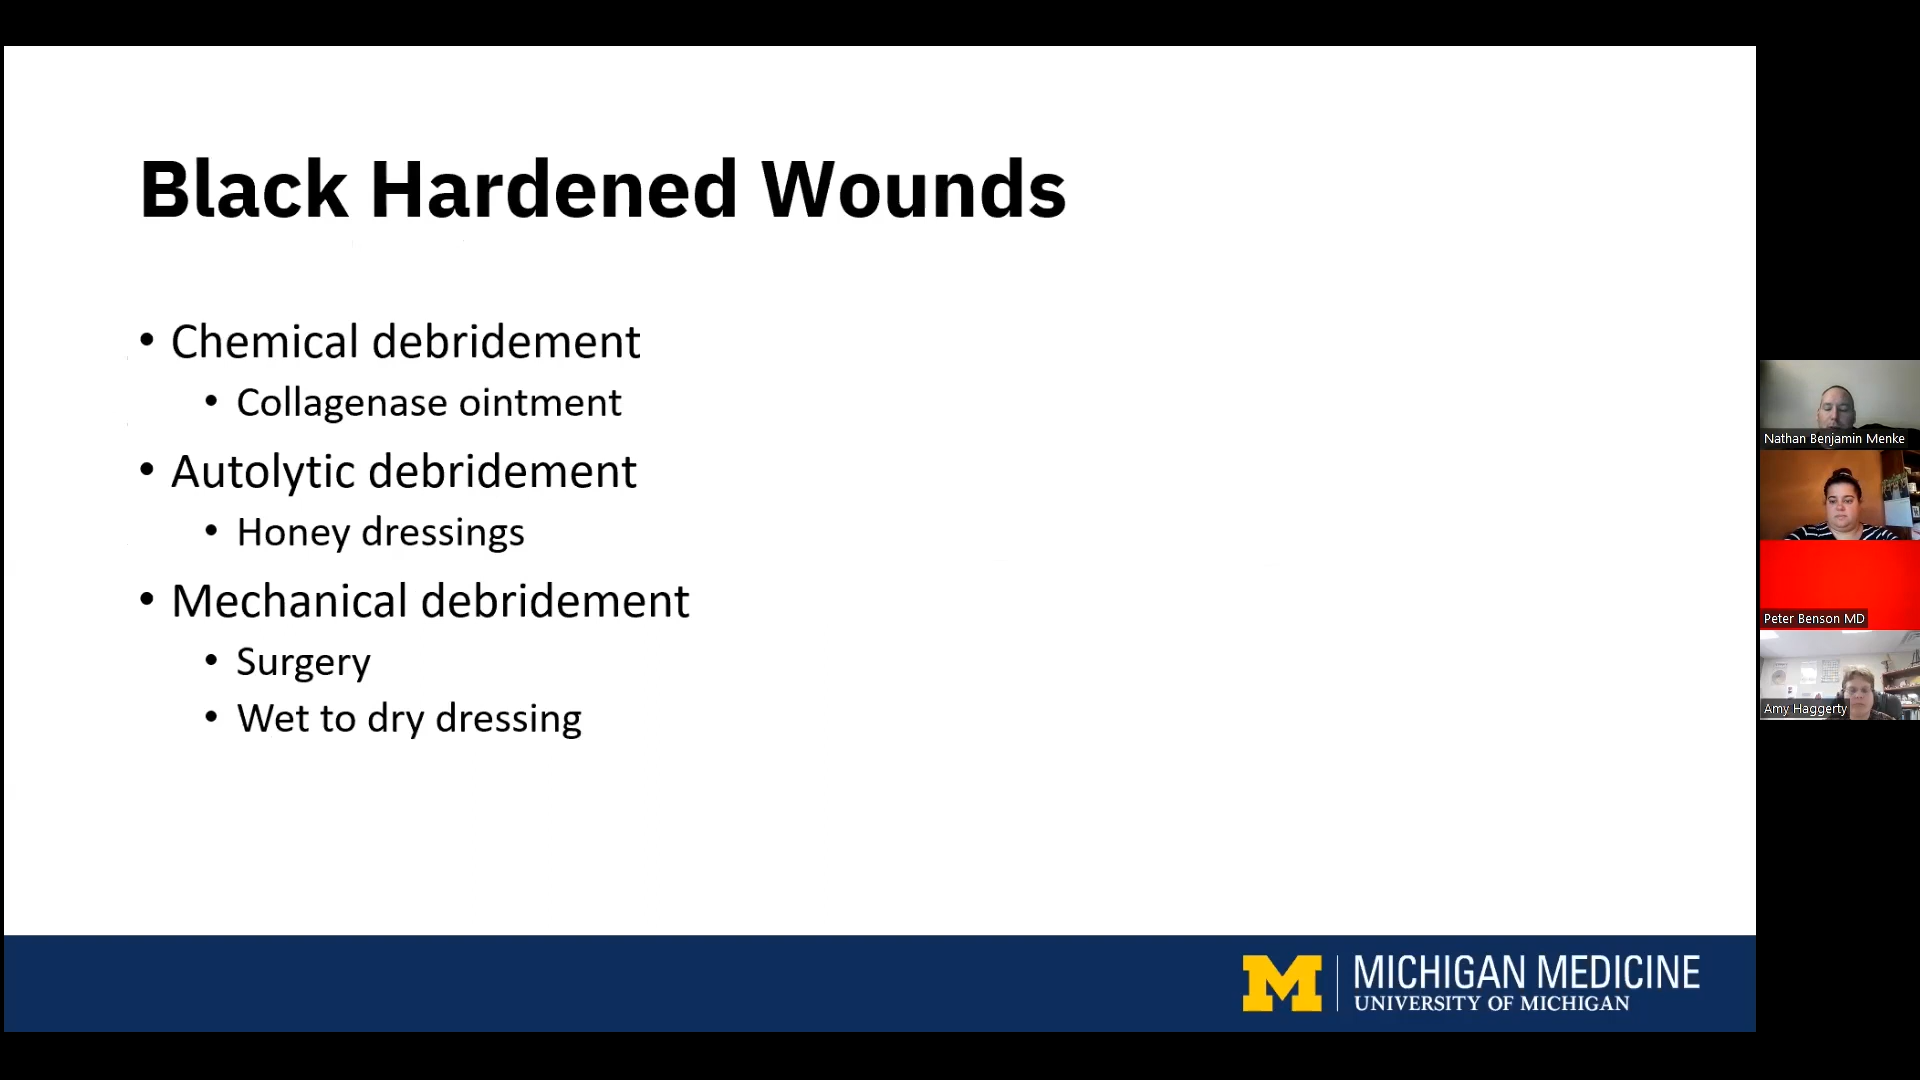 Black Hardened Wounds
• Chemical debridement
• Collagenase ointment
• Autolytic debridement
• Honey dressings
• Mechanical debridement
• Surgery
• Wet to dry dressing
M | MICHIGAN MEDICINE
UNIVERSITY OF MICHIGAN
Nathan Benjamin Menke
Peter Benson MD
Amy Haggerty